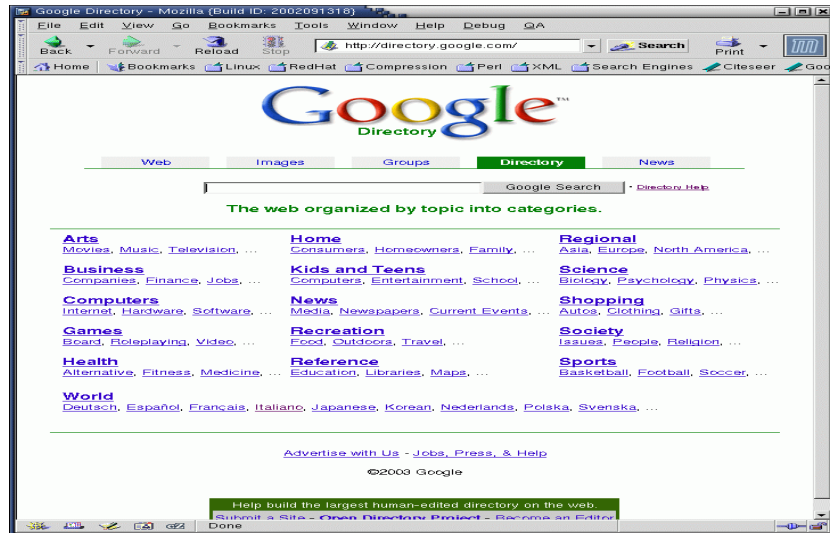 Google Directory - Mozilla {Build ID: 2002091318}
File Edit View Go Bookmarks Tools Window Help Debug QA
Back Forward Reload Stop http://directory.google.com/ Search Print
Home Bookmarks Linux RedHat Compression Perl XML Search Engines Citeseer Goo
Google™
Directory
Web Images Groups Directory News
Google Search • Directory Help
The web organized by topic into categories.
Arts Home Regional
Movies, Music, Television, ... Consumers, Homeowners, Family, ... Asia, Europe, North America, ...
Business Kids and Teens Science
Companies, Finance, Jobs, ... Computers, Entertainment, School, ... Biology, Psychology, Physics, ...
Computers News Shopping
Internet, Hardware, Software, ... Media, Newspapers, Current Events, ... Autos, Clothing, Gifts, ...
Games Recreation Society
Board, Roleplaying, Video, ... Food, Outdoors, Travel, ... Issues, People, Religion, ...
Health Reference Sports
Alternative, Fitness, Medicine, ... Education, Libraries, Maps, ... Basketball, Football, Soccer, ...
World
Deutsch, Español, Français, Italiano, Japanese, Korean, Nederlands, Polska, Svenska, ...
Advertise with Us - Jobs, Press, & Help
©2003 Google
Help build the largest human-edited directory on the web.
Submit a Site - Open Directory Project - Become an Editor
Done